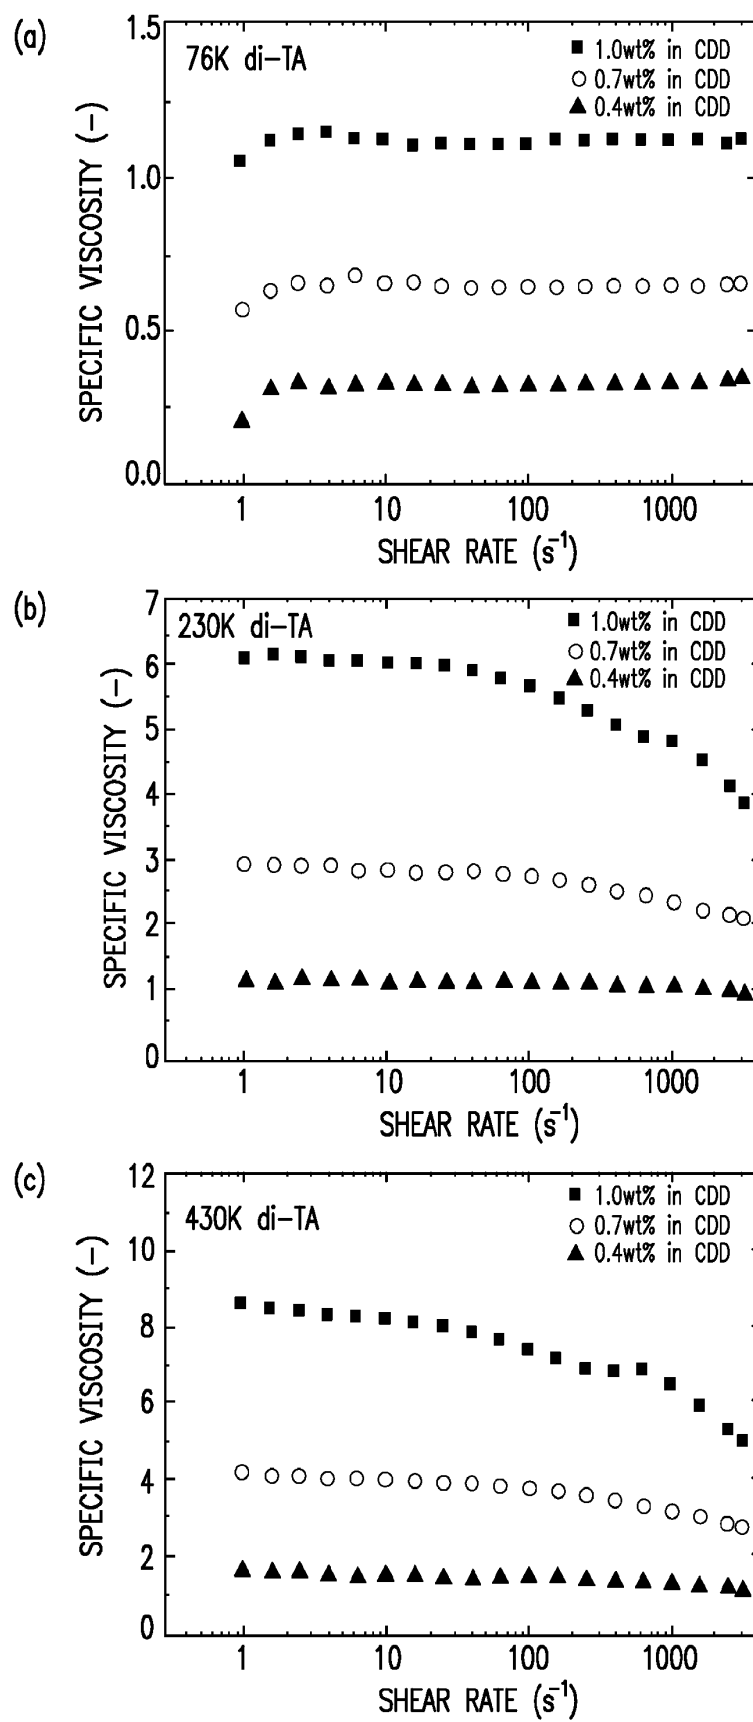 (a)
1.5
76K di-TA
1.0wt% in CDD
0.7wt% in CDD
0.4wt% in CDD
1.0
0.5
0.0
SPECIFIC VISCOSITY (-)
1 10 100 1000
SHEAR RATE (s⁻¹)
(b)
7
230K di-TA
1.0wt% in CDD
0.7wt% in CDD
0.4wt% in CDD
6
5
4
3
2
1
0
SPECIFIC VISCOSITY (-)
1 10 100 1000
SHEAR RATE (s⁻¹)
(c)
12
430K di-TA
1.0wt% in CDD
0.7wt% in CDD
0.4wt% in CDD
10
8
6
4
2
0
SPECIFIC VISCOSITY (-)
1 10 100 1000
SHEAR RATE (s⁻¹)